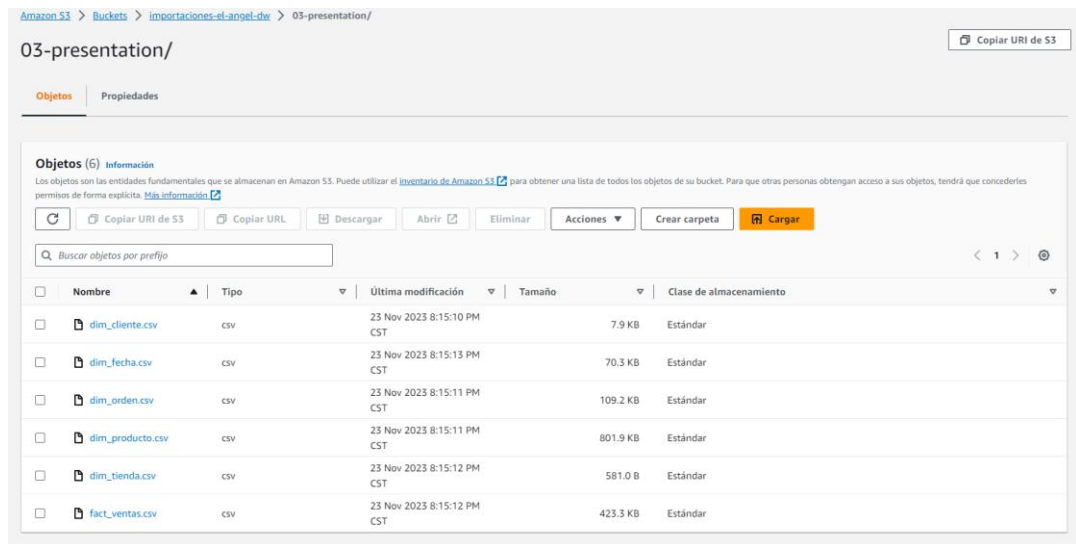 Amazon S3 > Buckets > importaciones-el-angel-dw > 03-presentation/
03-presentation/
Copiar URI de S3
Objetos
Propiedades
Objetos (6) Información
Los objetos son las entidades fundamentales que se almacenan en Amazon S3. Puede utilizar el inventario de Amazon S3 para obtener una lista de todos los objetos de su bucket. Para que otras personas obtengan acceso a sus objetos, tendrá que concederles
permisos de forma explícita. Más información
Copiar URI de S3
Copiar URL
Descargar
Abrir
Eliminar
Acciones
Crear carpeta
Cargar
Buscar objetos por prefijo
< 1 >
Nombre Tipo Última modificación Tamaño Clase de almacenamiento
dim_cliente.csv csv 23 Nov 2023 8:15:10 PM 7.9 KB Estándar
CST
dim_fecha.csv csv 23 Nov 2023 8:15:13 PM 70.3 KB Estándar
CST
dim_orden.csv csv 23 Nov 2023 8:15:11 PM 109.2 KB Estándar
CST
dim_producto.csv csv 23 Nov 2023 8:15:11 PM 801.9 KB Estándar
CST
dim_tienda.csv csv 23 Nov 2023 8:15:12 PM 581.0 B Estándar
CST
fact_ventas.csv csv 23 Nov 2023 8:15:12 PM 423.3 KB Estándar
CST